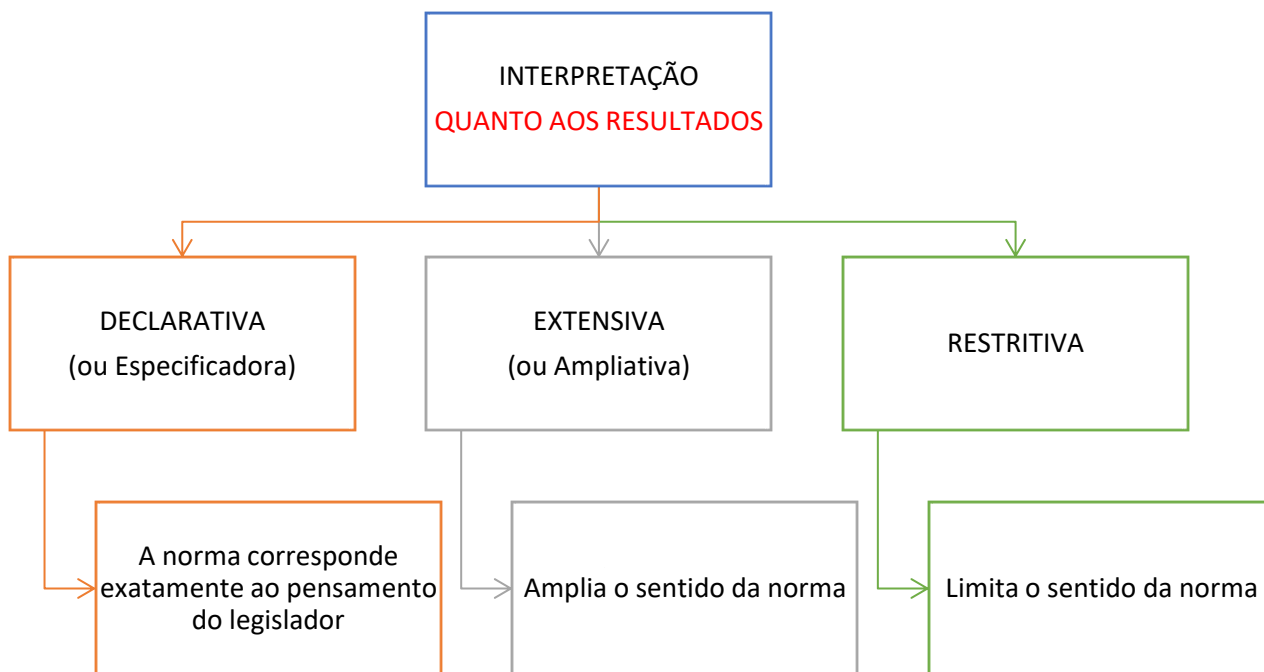 INTERPRETAÇÃO
QUANTO AOS RESULTADOS
DECLARATIVA
(ou Especificadora)
EXTENSIVA
(ou Ampliativa)
RESTRITIVA
A norma corresponde
exatamente ao pensamento
do legislador
Amplia o sentido da norma
Limita o sentido da norma